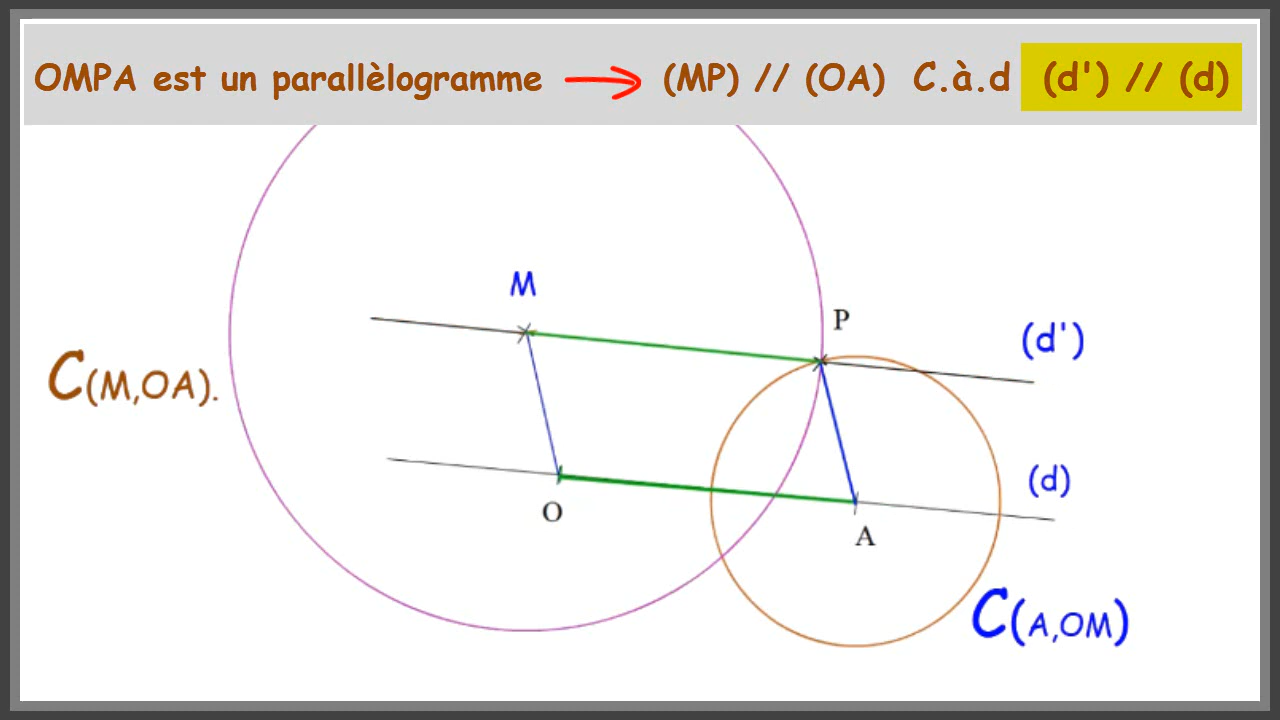 OMPA est un parallèlogramme → (MP) // (OA) C.à.d (d') // (d)
M
P
(d')
C(M,OA).
(d)
O
A
C(A,OM)